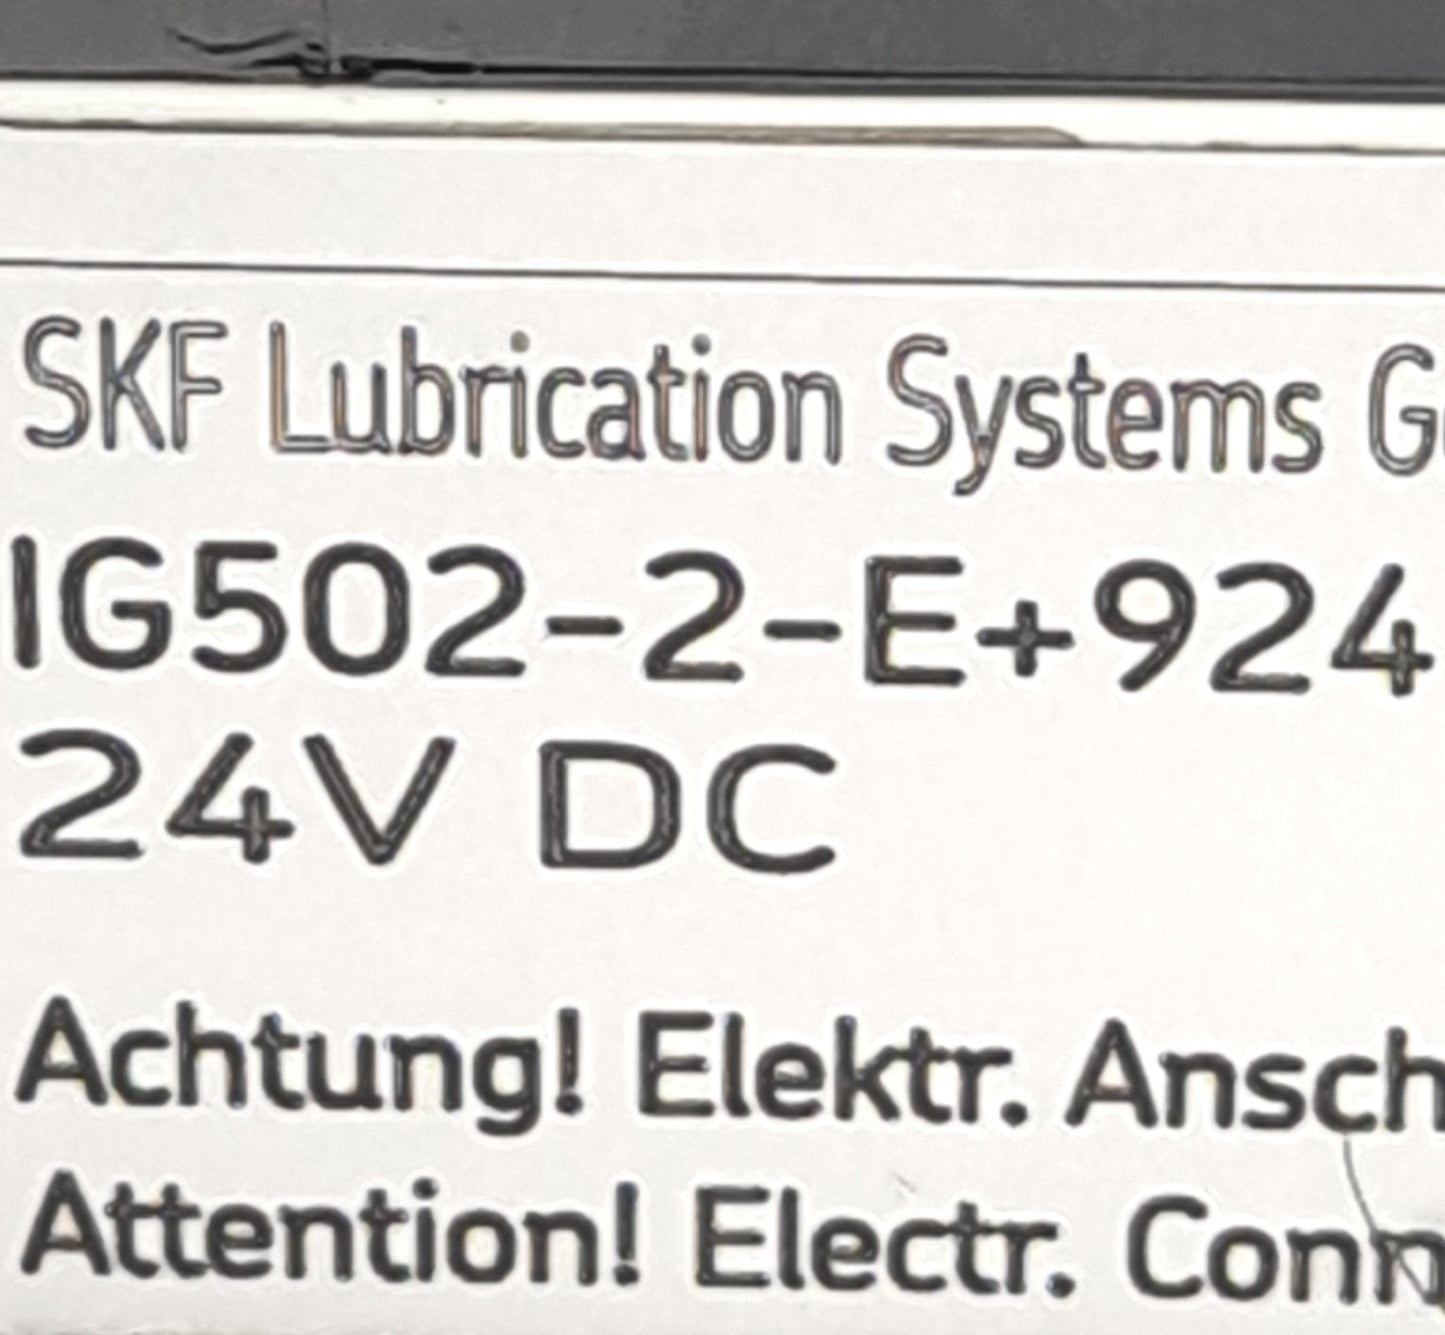 SKF Lubrication Systems G
IG502-2-E+924
24V DC
Achtung! Elektr. Ansch
Attention! Electr. Conn